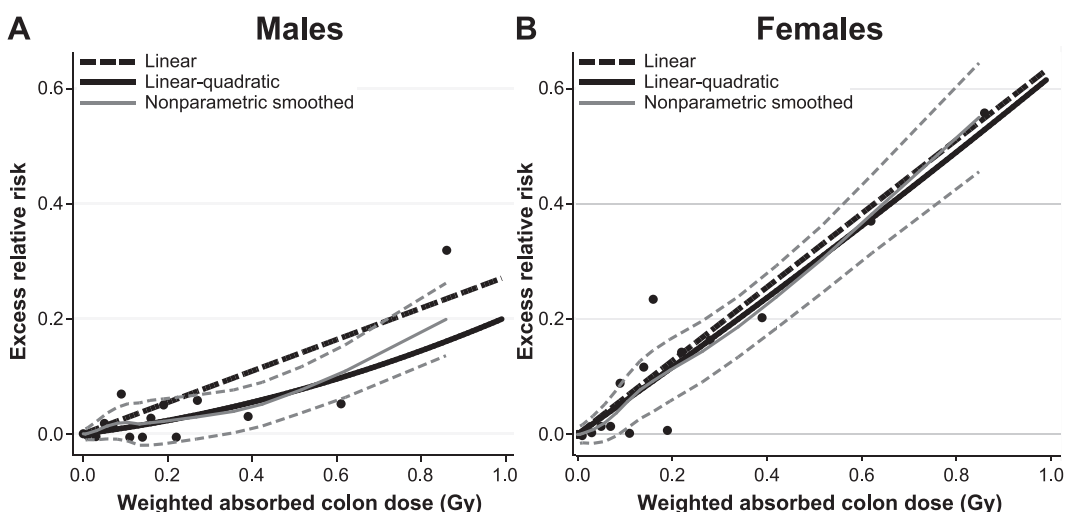 A
Males
Linear
Linear-quadratic
Nonparametric smoothed
0.6
0.4
0.2
0.0
Excess relative risk
0.0 0.2 0.4 0.6 0.8 1.0
Weighted absorbed colon dose (Gy)
B
Females
Linear
Linear-quadratic
Nonparametric smoothed
0.6
0.4
0.2
0.0
Excess relative risk
0.0 0.2 0.4 0.6 0.8 1.0
Weighted absorbed colon dose (Gy)